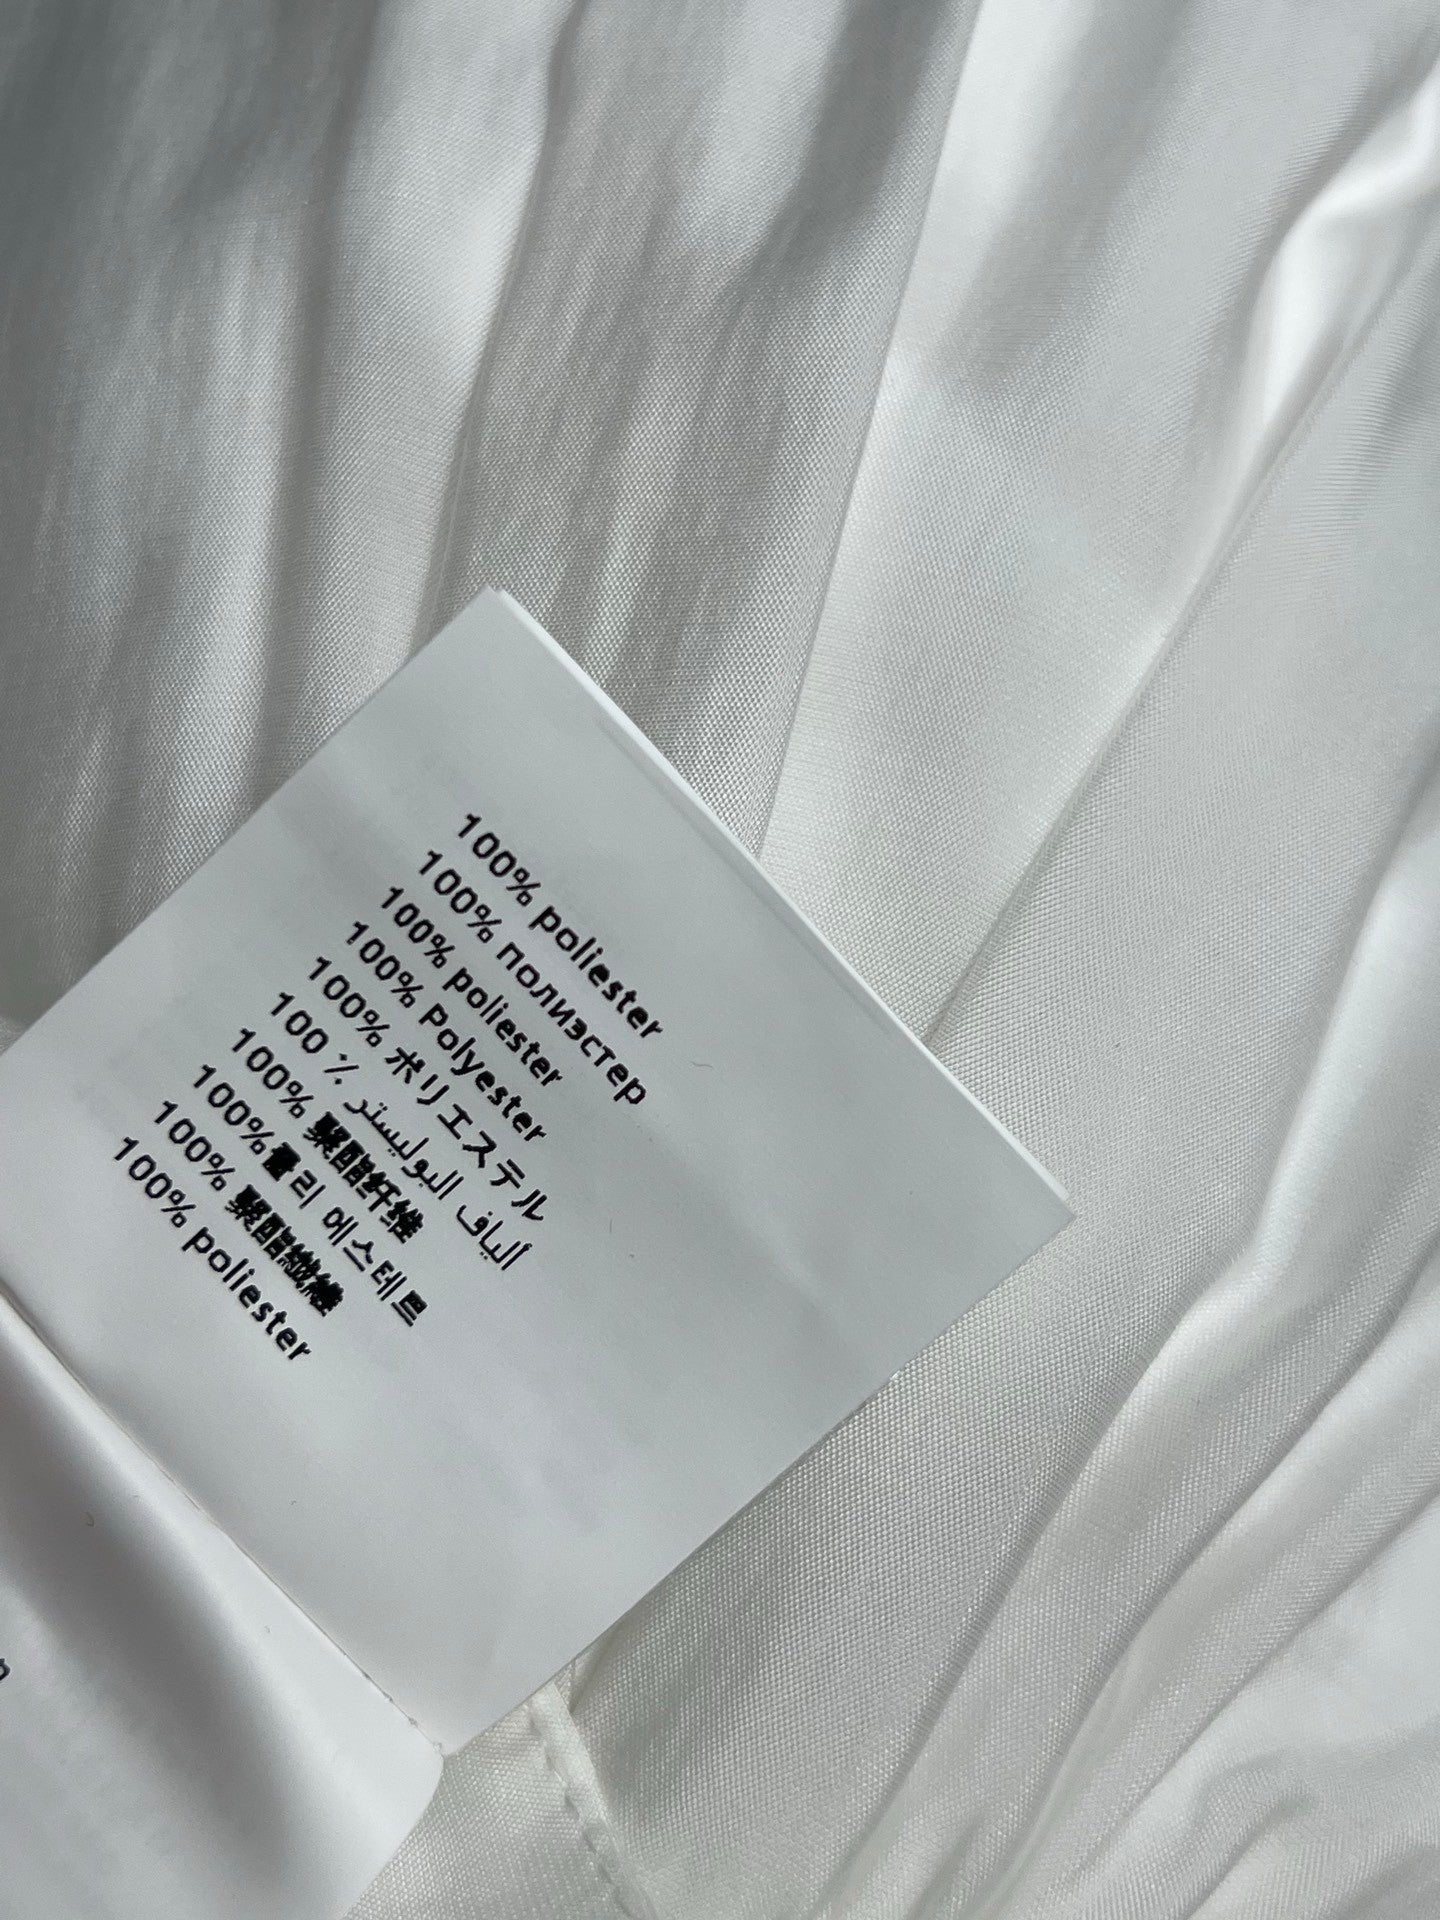 100% poliester
100% полиэстер
100% poliester
100% Polyester
100% ポリエステル
100 ٪ ألياف البوليستر
100% 聚酯纤维
100%폴리 에스테르
100% 聚酯纖維
100% poliester